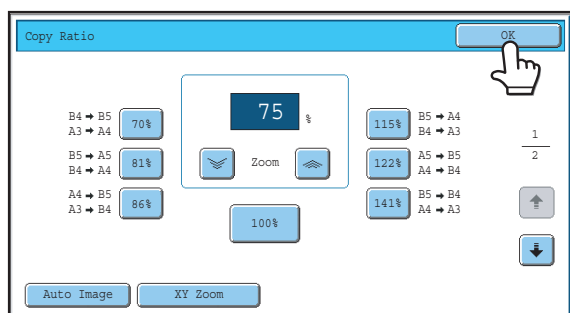 Copy Ratio
OK
75 %
Zoom
100%
B4 → B5
A3 → A4
70%
B5 → A5
B4 → A4
81%
A4 → B5
A3 → B4
86%
115%
B5 → A4
B4 → A3
122%
A5 → B5
A4 → B4
141%
B5 → B4
A4 → A3
1
2
Auto Image
XY Zoom